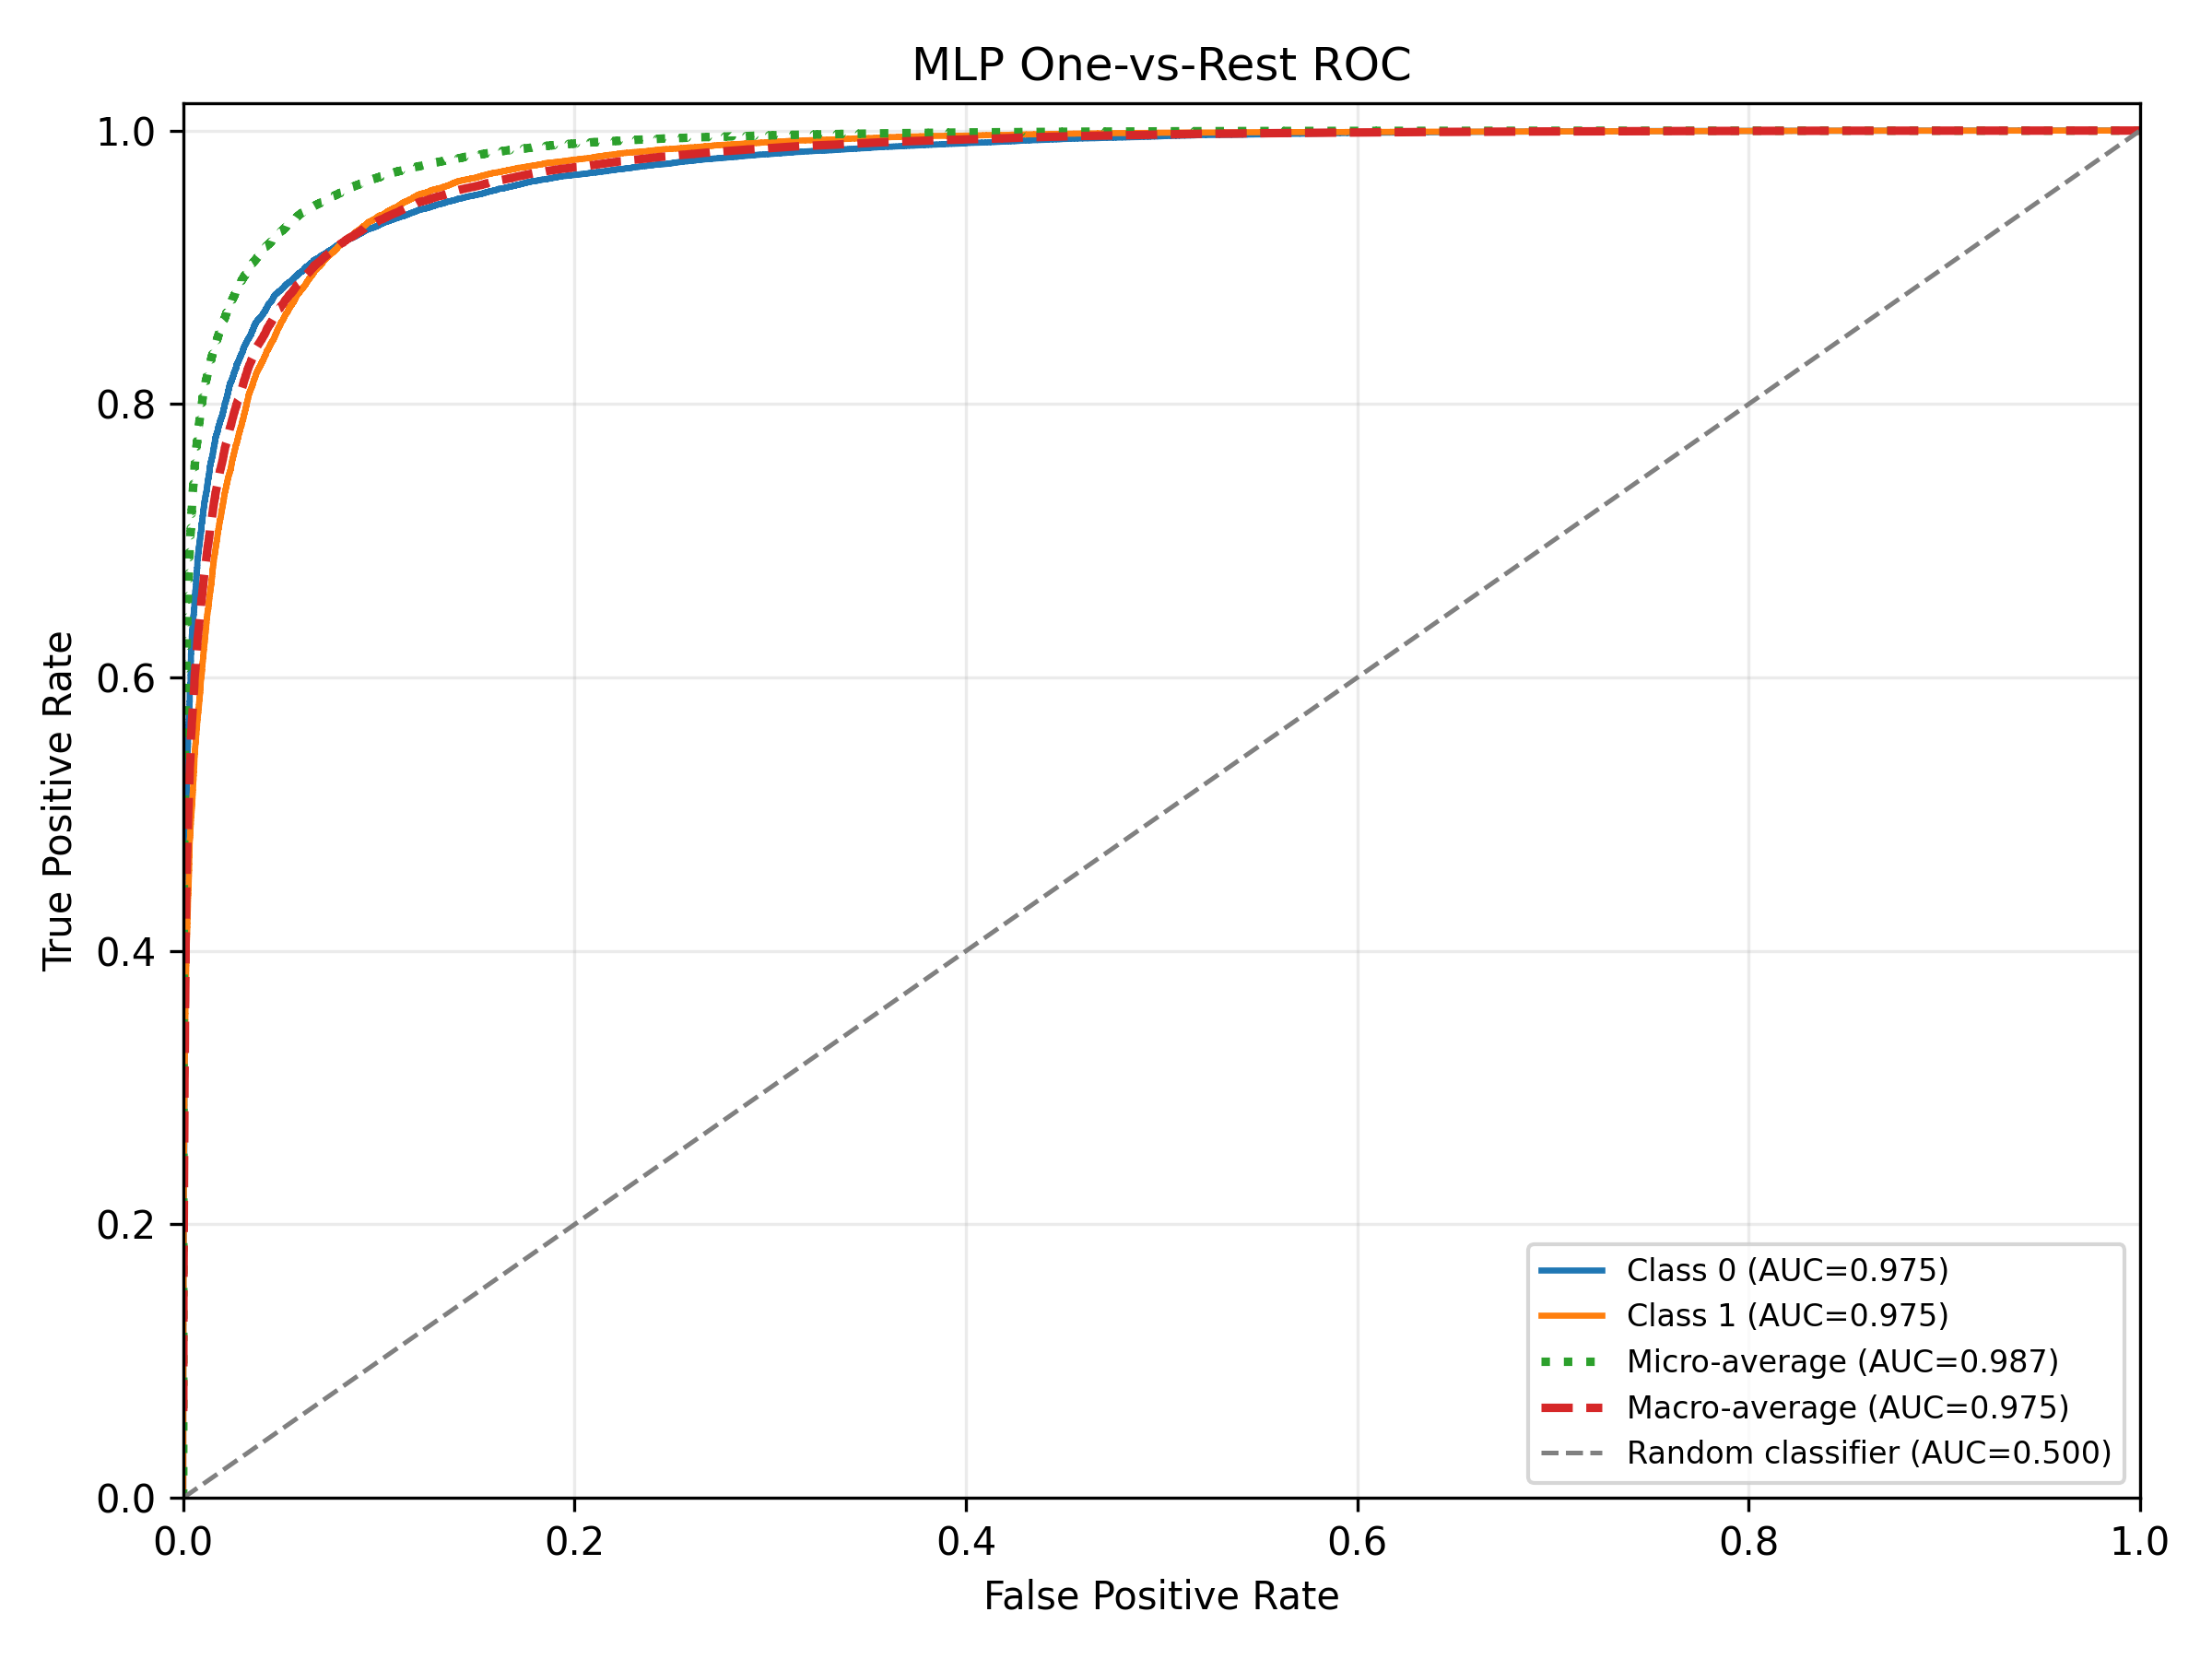 MLP One-vs-Rest ROC
1.0
0.8
0.6
0.4
0.2
0.0
True Positive Rate
Class 0 (AUC=0.975)
Class 1 (AUC=0.975)
Micro-average (AUC=0.987)
Macro-average (AUC=0.975)
Random classifier (AUC=0.500)
0.0 0.2 0.4 0.6 0.8 1.0
False Positive Rate